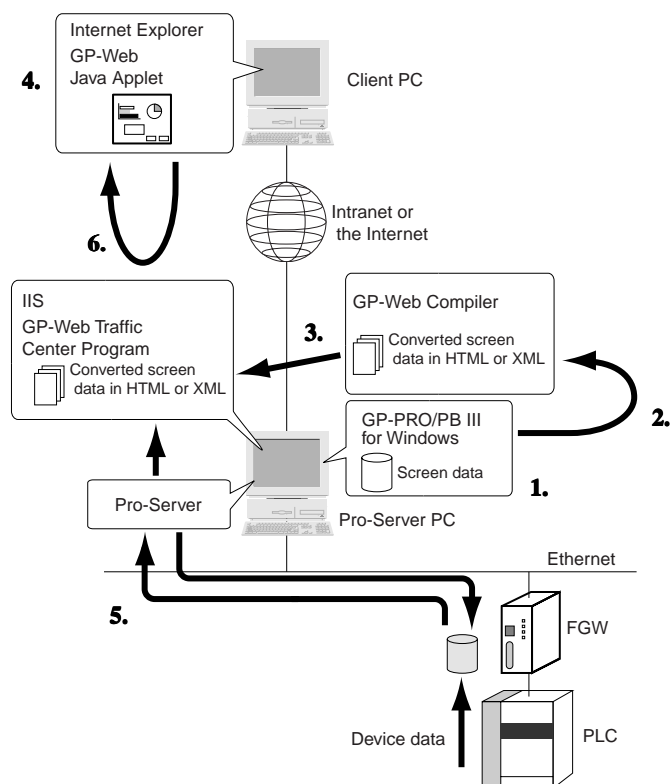 Internet Explorer
GP-Web
Java Applet
4.
Client PC
Intranet or
the Internet
6.
IIS
GP-Web Traffic
Center Program
Converted screen
data in HTML or XML
3.
GP-Web Compiler
Converted screen
data in HTML or XML
2.
GP-PRO/PB III
for Windows
Screen data
1.
Pro-Server
Pro-Server PC
Ethernet
5.
FGW
Device data
PLC